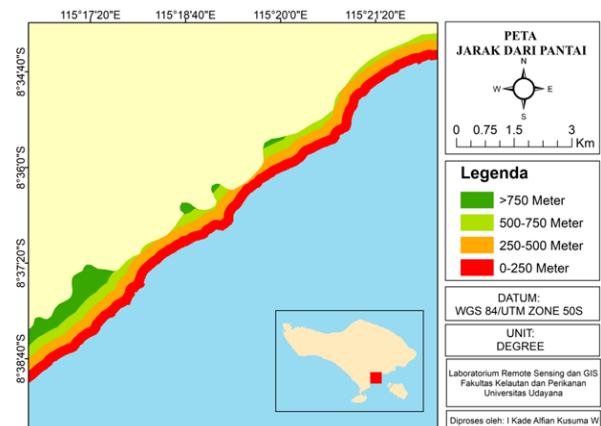 115°17'20"E 115°18'40"E 115°20'0"E 115°21'20"E
8°34'40"S
8°36'0"S
8°37'20"S
8°38'40"S
PETA
JARAK DARI PANTAI
N
W E
S
0 0.75 1.5 3
Km
Legenda
>750 Meter
500-750 Meter
250-500 Meter
0-250 Meter
DATUM:
WGS 84/UTM ZONE 50S
UNIT:
DEGREE
Laboratorium Remote Sensing dan GIS
Fakultas Kelautan dan Perikanan
Universitas Udayana
Diproses oleh: I Kade Alfian Kusuma W